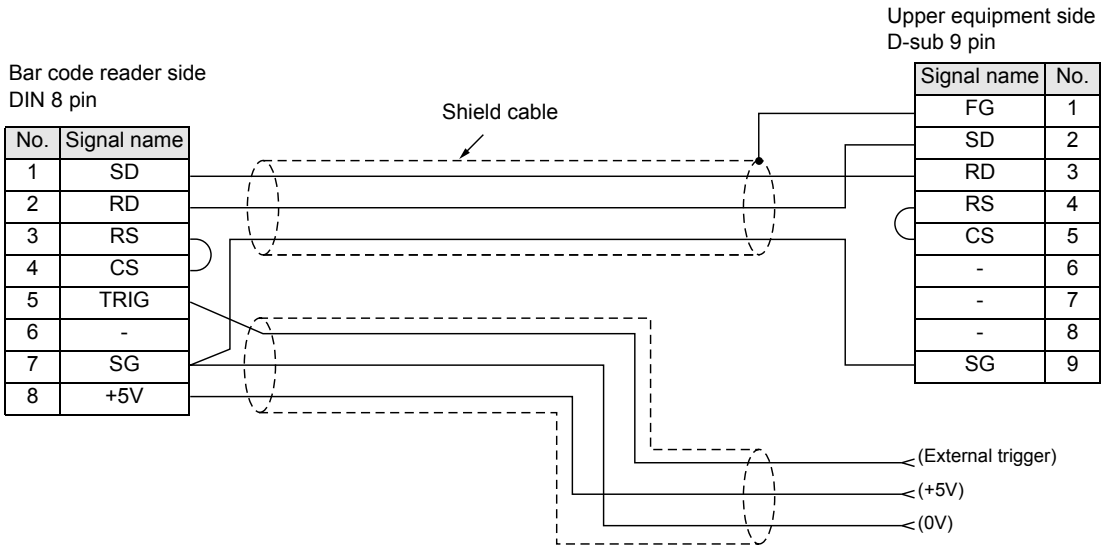 Upper equipment side
D-sub 9 pin
Signal name No.
FG 1
SD 2
RD 3
RS 4
CS 5
- 6
- 7
- 8
SG 9
Bar code reader side
DIN 8 pin
No. Signal name
1 SD
2 RD
3 RS
4 CS
5 TRIG
6 -
7 SG
8 +5V
Shield cable
(External trigger)
(+5V)
(0V)